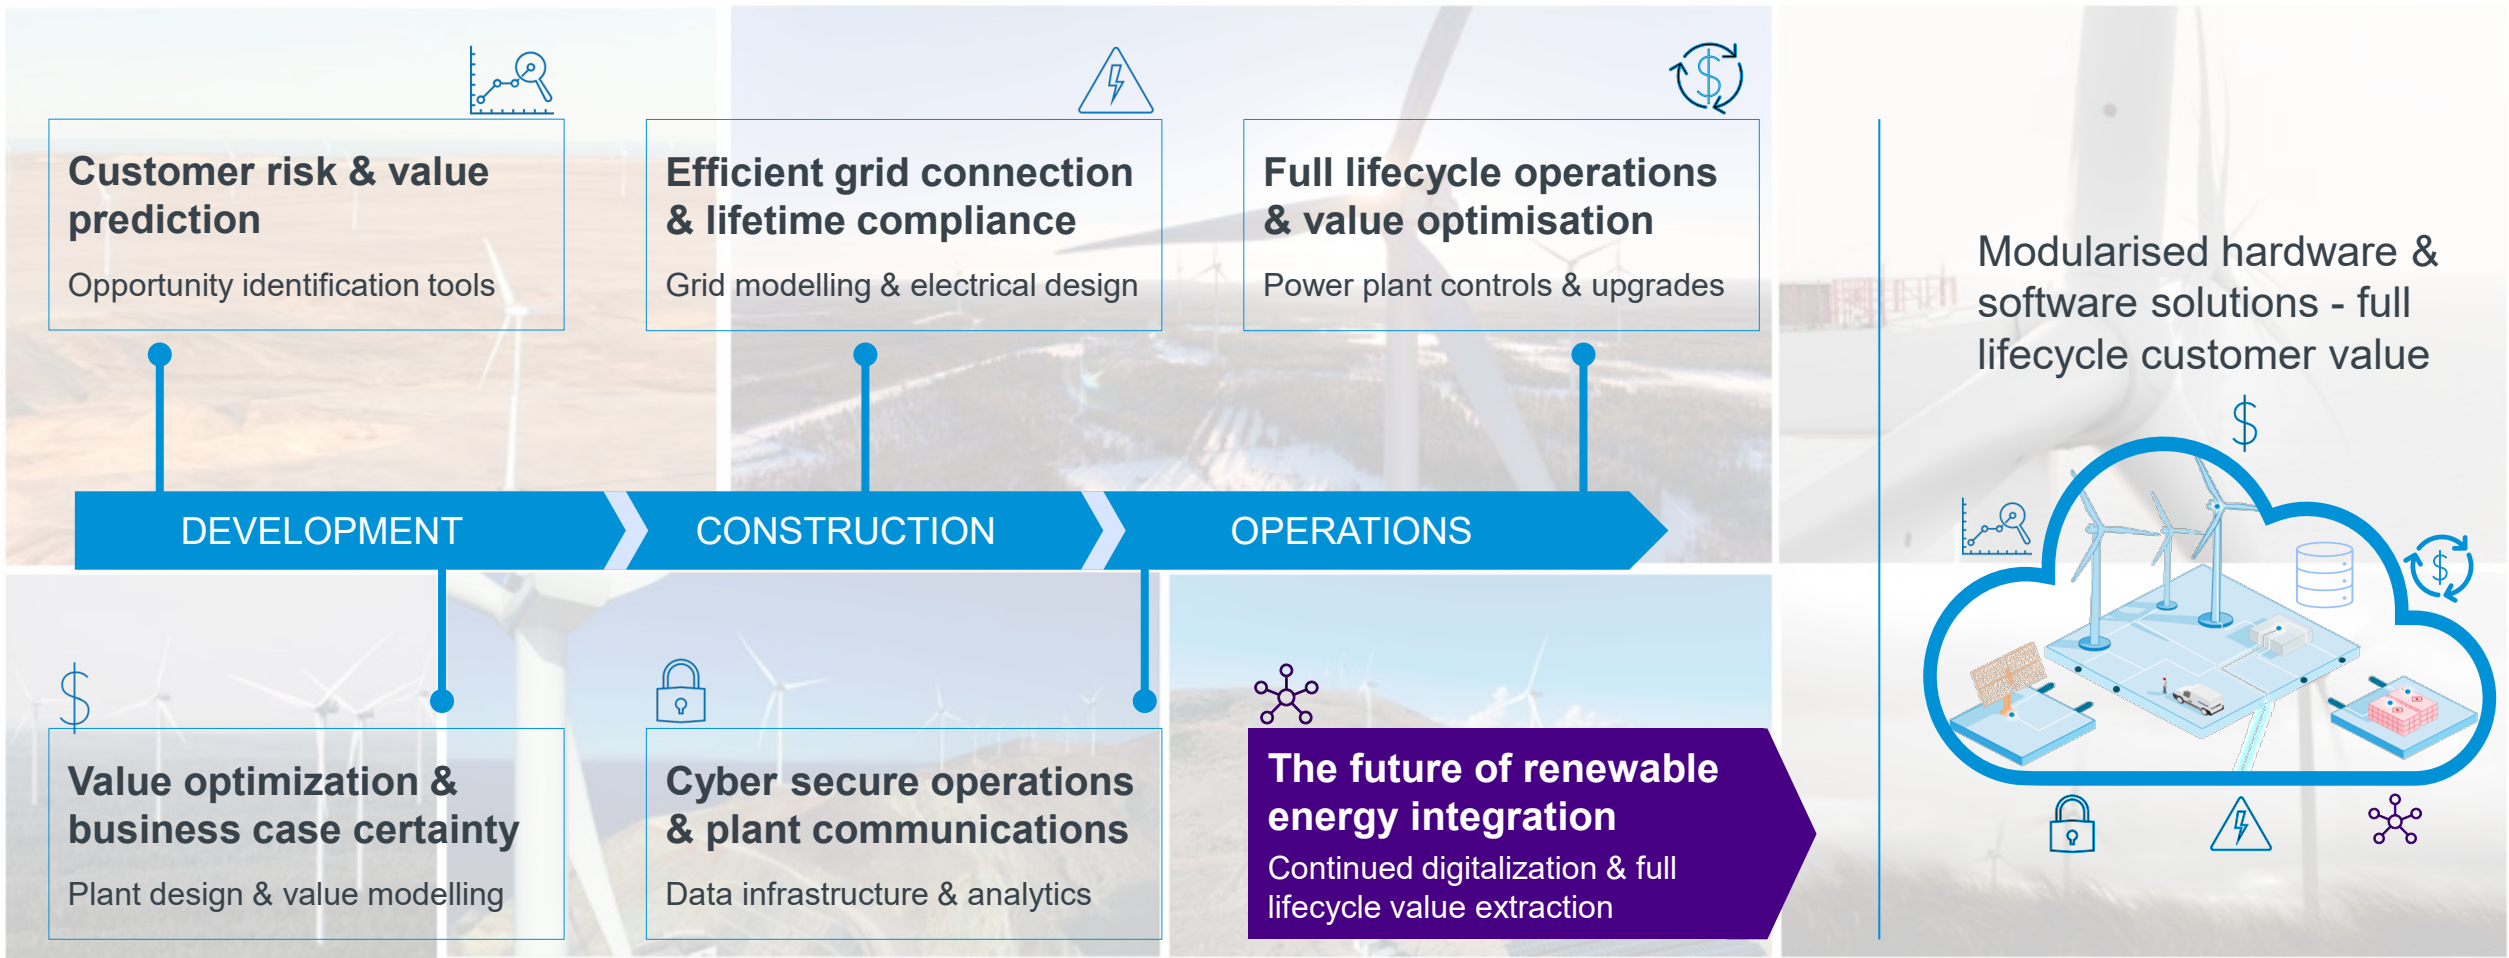 Customer risk & value
prediction
Opportunity identification tools
Efficient grid connection
& lifetime compliance
Grid modelling & electrical design
Full lifecycle operations
& value optimisation
Power plant controls & upgrades
DEVELOPMENT
CONSTRUCTION
OPERATIONS
Value optimization &
business case certainty
Plant design & value modelling
Cyber secure operations
& plant communications
Data infrastructure & analytics
The future of renewable
energy integration
Continued digitalization & full
lifecycle value extraction
Modularised hardware &
software solutions - full
lifecycle customer value